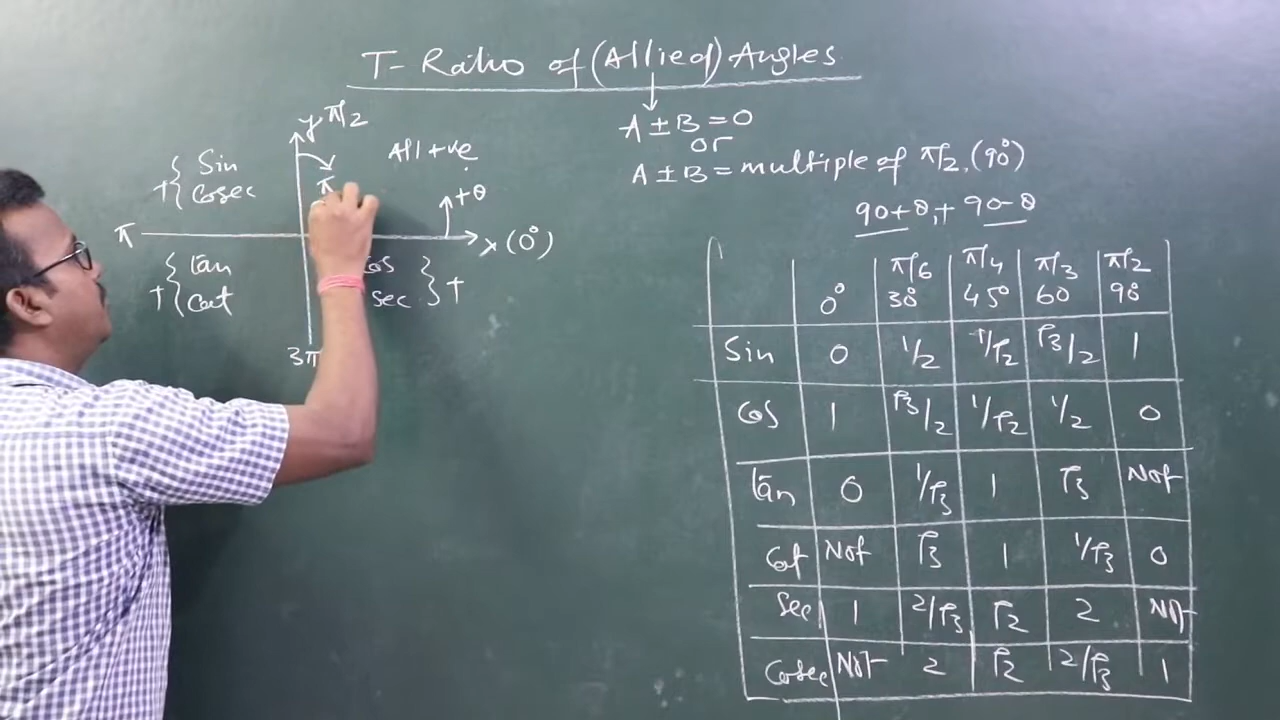 T- Ratio of (Allied) Angles
A ± B = 0
or
A ± B = multiple of π/2, (90°)
90+θ, + 90-θ
y π/2
All +ve
Sin
+{ Cosec
π
+θ
π
x (0°)
tan
+{ Cot
cos
sec } +
3π
0° π/6 30° π/4 45° π/3 60 π/2 90°
Sin 0 1/2 1/√2 √3/2 1
Cos 1 √3/2 1/√2 1/2 0
tan 0 1/√3 1 √3 Not
Cot Not √3 1 1/√3 0
Sec 1 2/√3 √2 2 Not
Cosec Not 2 √2 2/√3 1